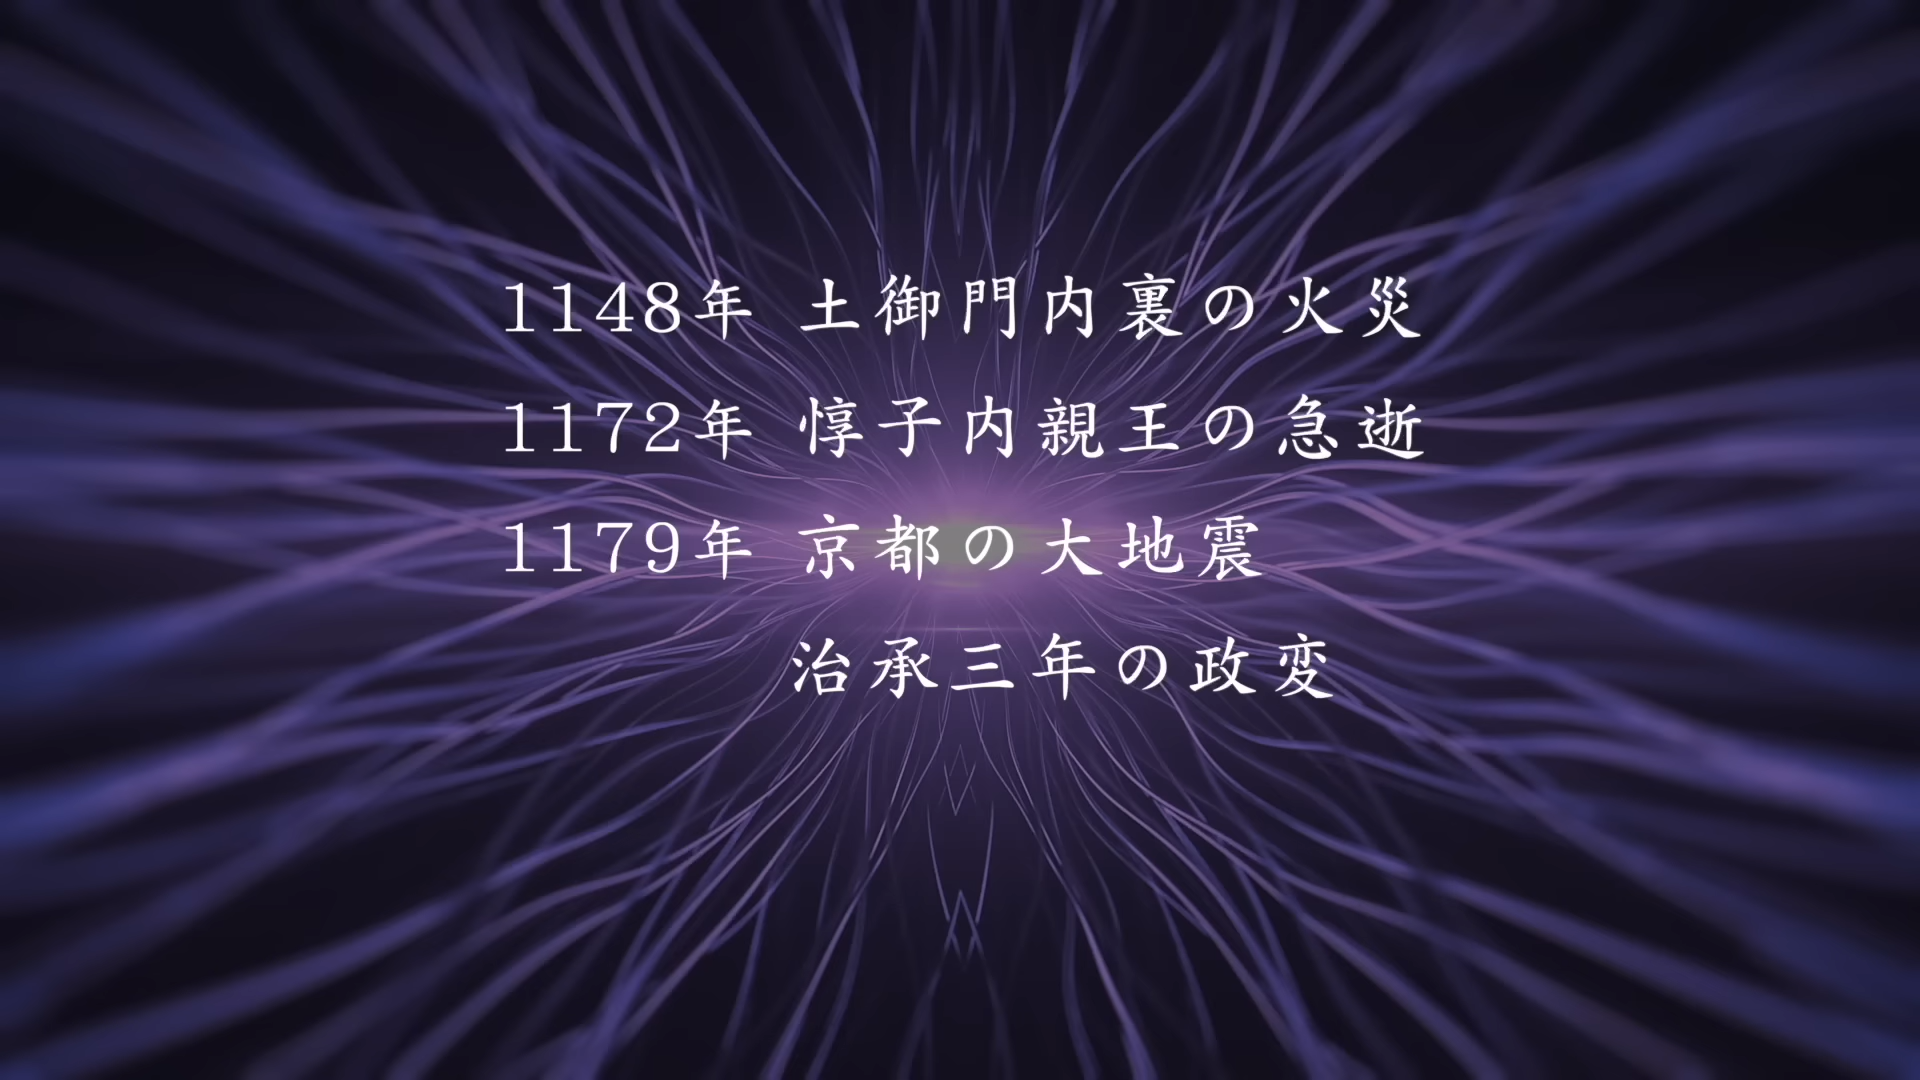 1148年 土御門内裏の火災
1172年 惇子内親王の急逝
1179年 京都の大地震
治承三年の政変